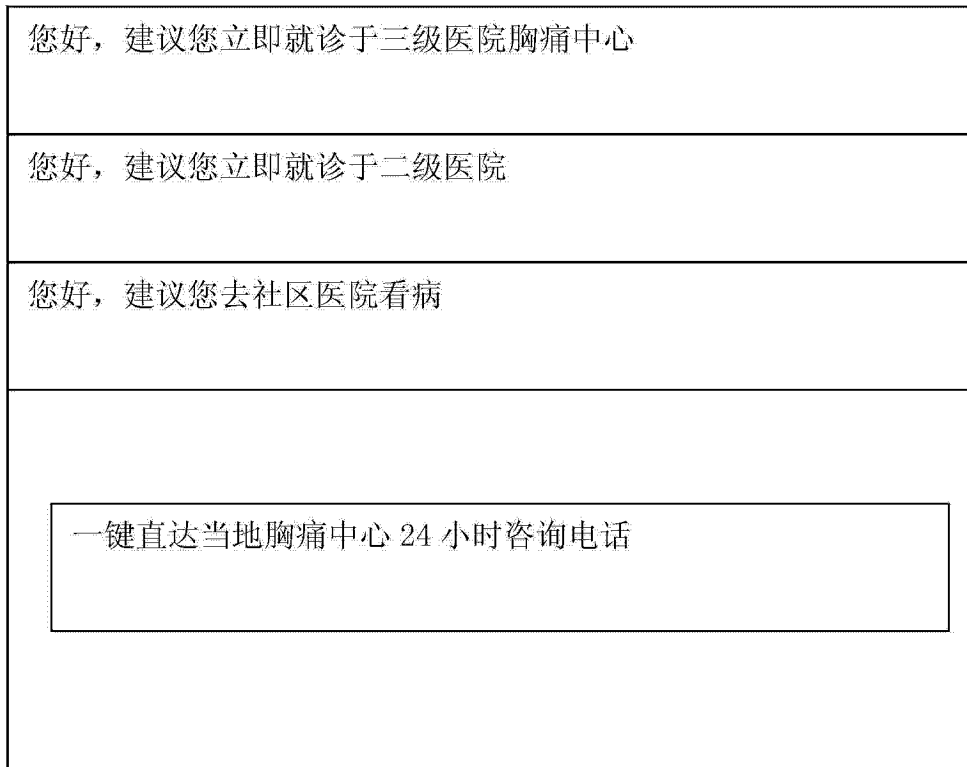 您好，建议您立即就诊于三级医院胸痛中心
您好，建议您立即就诊于二级医院
您好，建议您去社区医院看病
一键直达当地胸痛中心 24 小时咨询电话